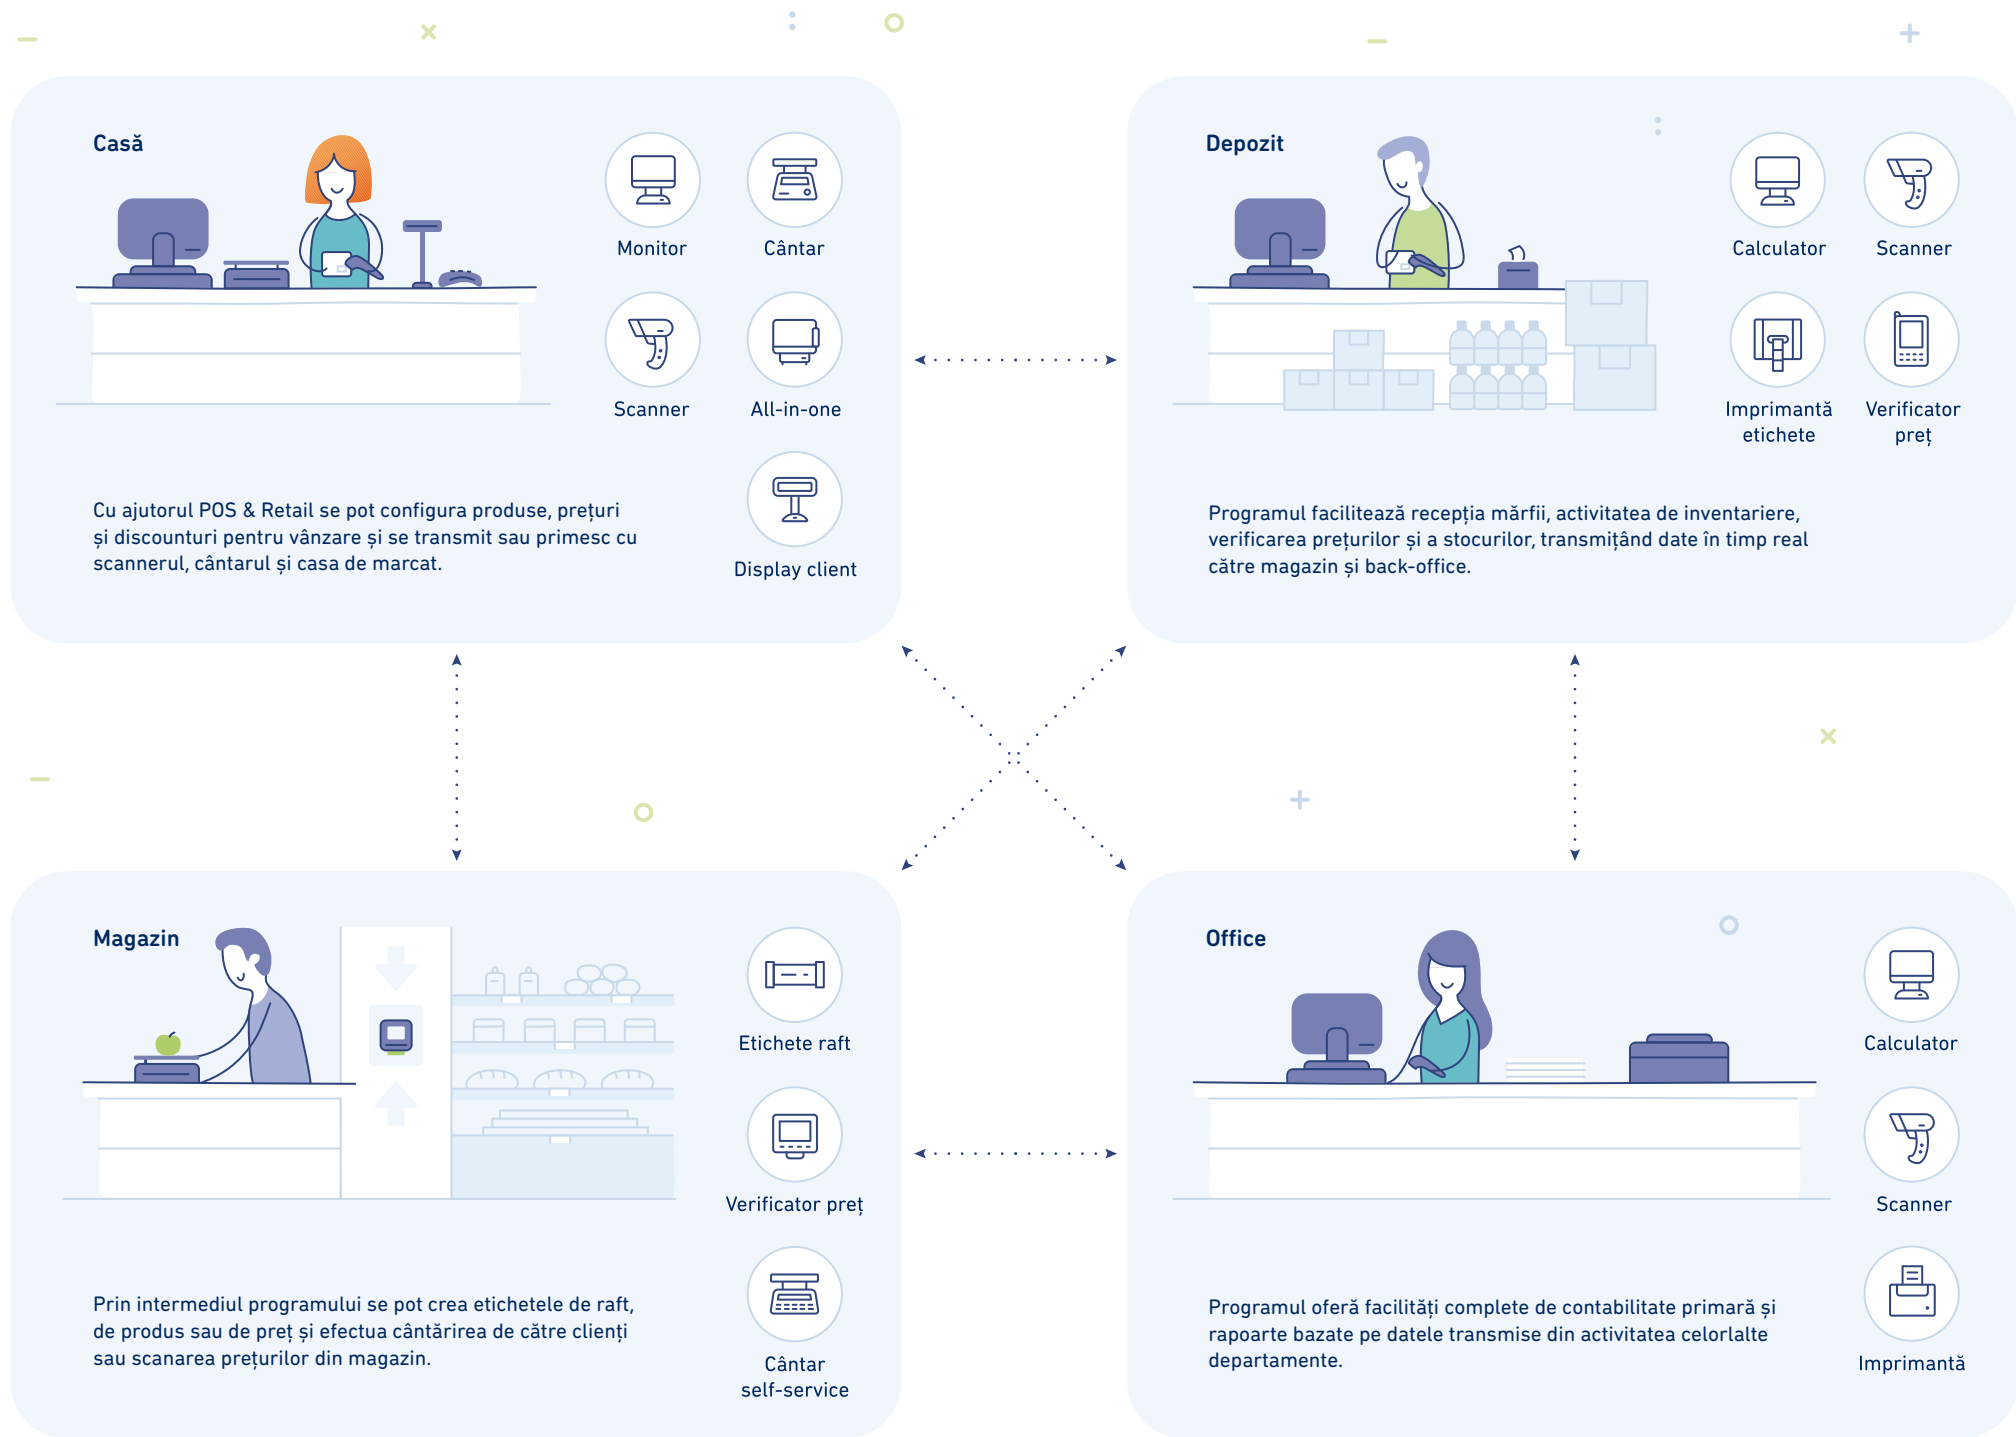 Casă
Monitor
Cântar
Scanner
All-in-one
Display client
Cu ajutorul POS & Retail se pot configura produse, prețuri
și discounturi pentru vânzare și se transmit sau primesc cu
scannerul, cântarul și casa de marcat.
Depozit
Calculator
Scanner
Imprimantă
etichete
Verificator
preț
Programul facilitează recepția mărfii, activitatea de inventariere,
verificarea prețurilor și a stocurilor, transmițând date în timp real
către magazin și back-office.
Magazin
Etichete raft
Verificator preț
Cântar
self-service
Prin intermediul programului se pot crea etichetele de raft,
de produs sau de preț și efectua cântărirea de către clienți
sau scanarea prețurilor din magazin.
Office
Calculator
Scanner
Imprimantă
Programul oferă facilități complete de contabilitate primară și
rapoarte bazate pe datele transmise din activitatea celorlalte
departamente.